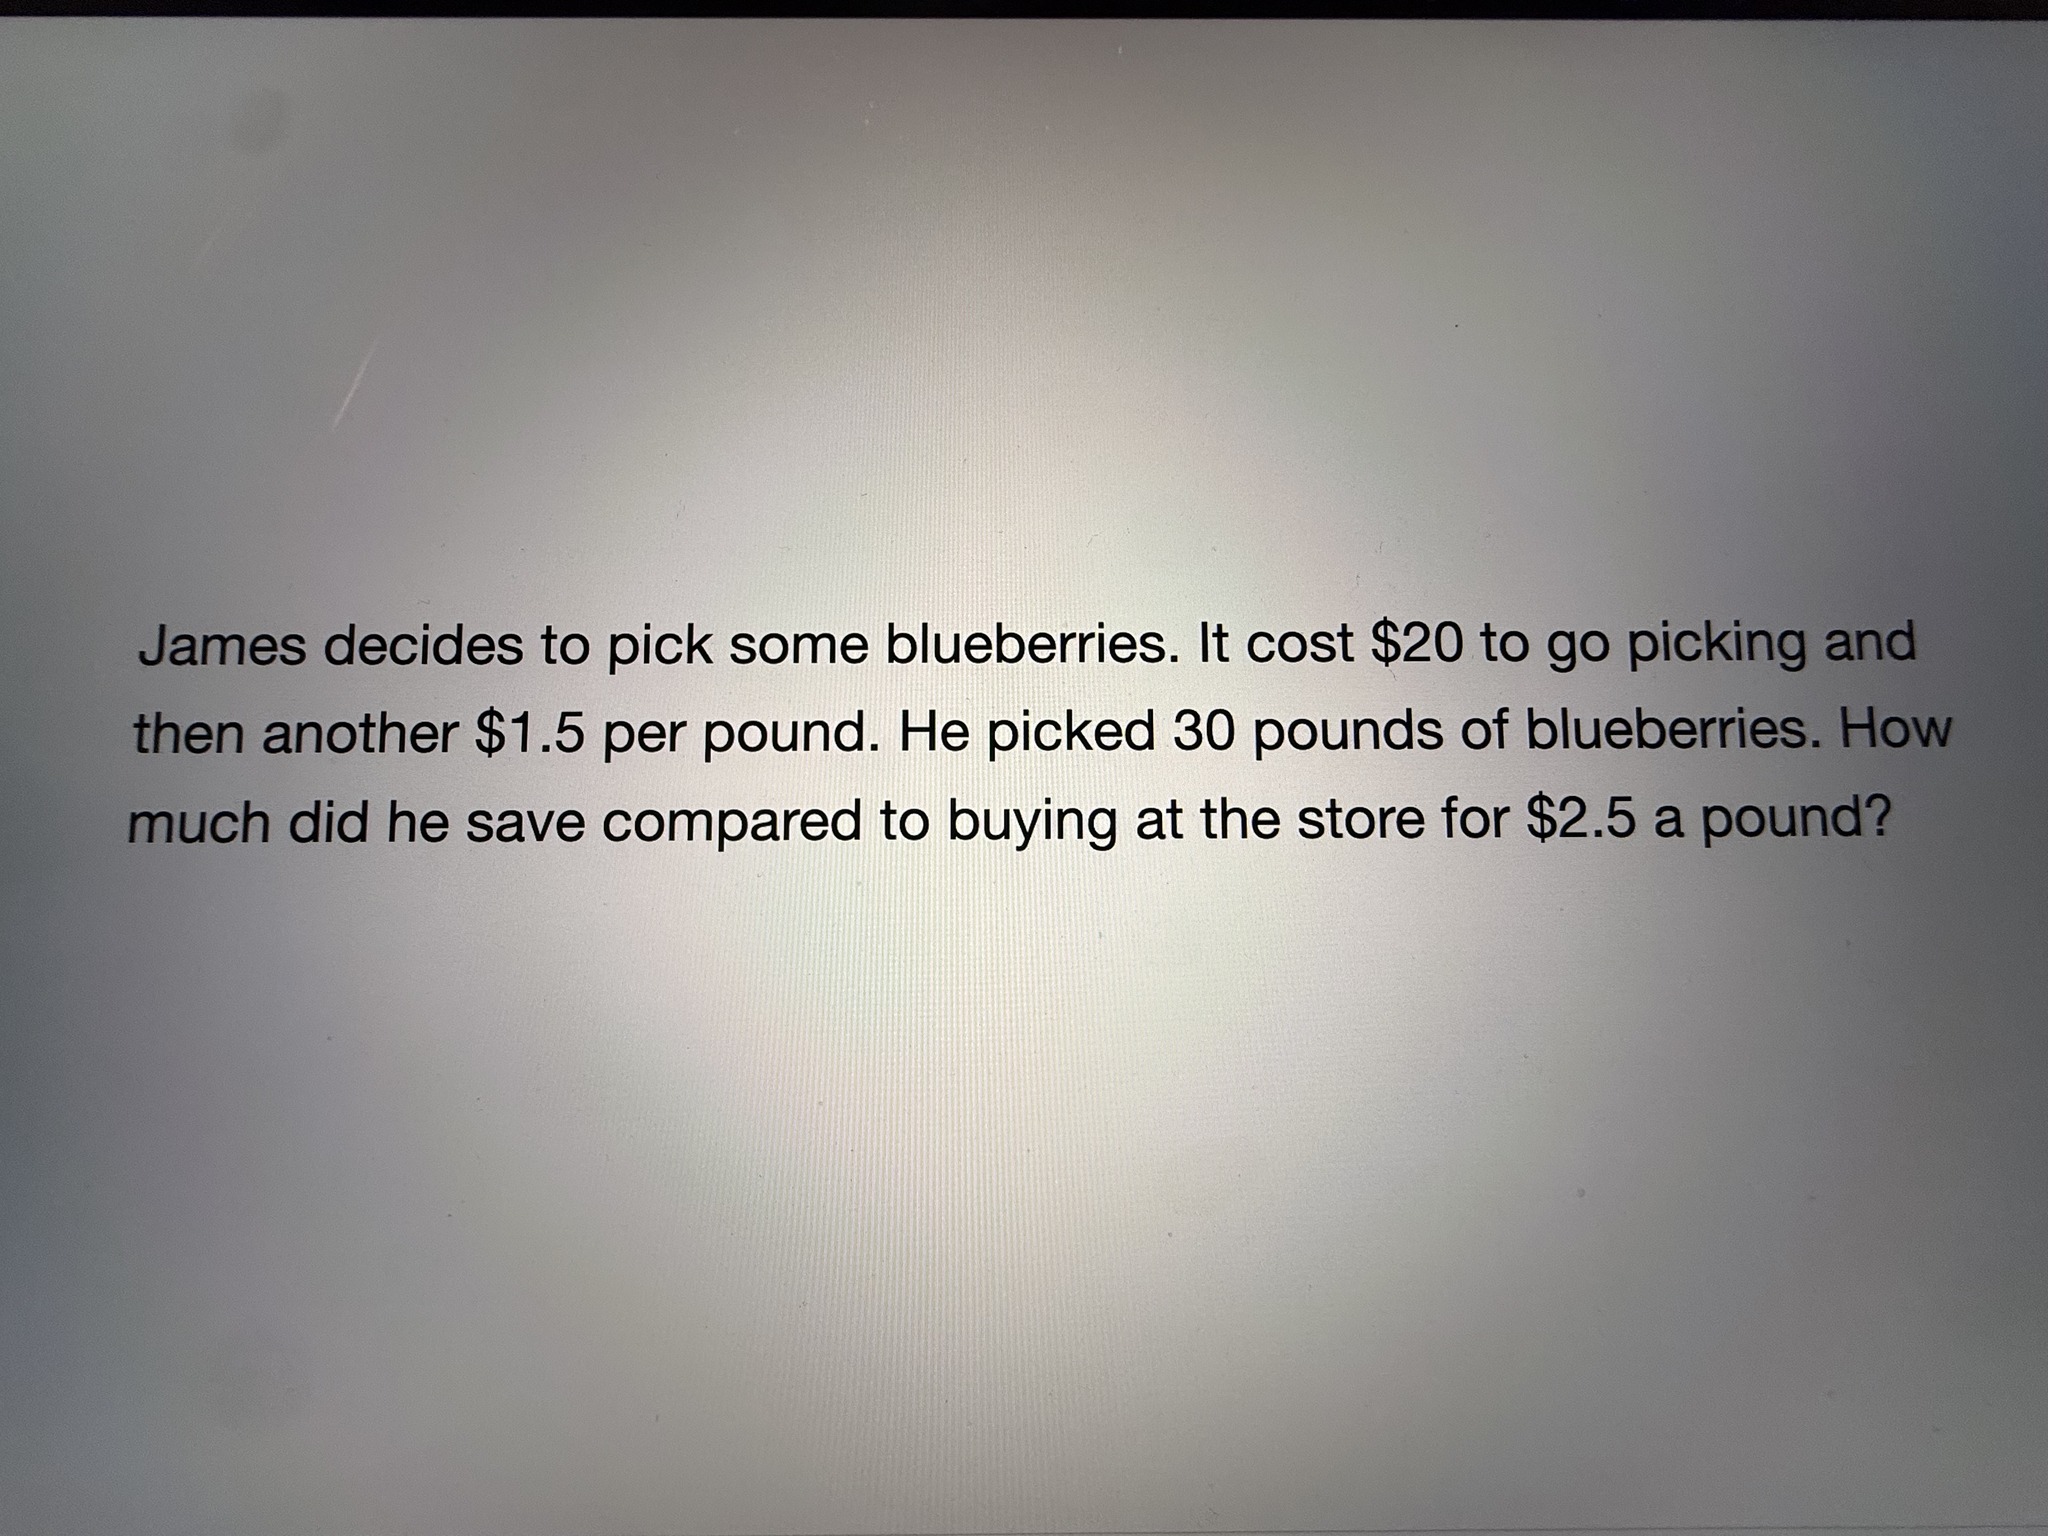 James decides to pick some blueberries. It cost $20 to go picking and
then another $1.5 per pound. He picked 30 pounds of blueberries. How
much did he save compared to buying at the store for $2.5 a pound?